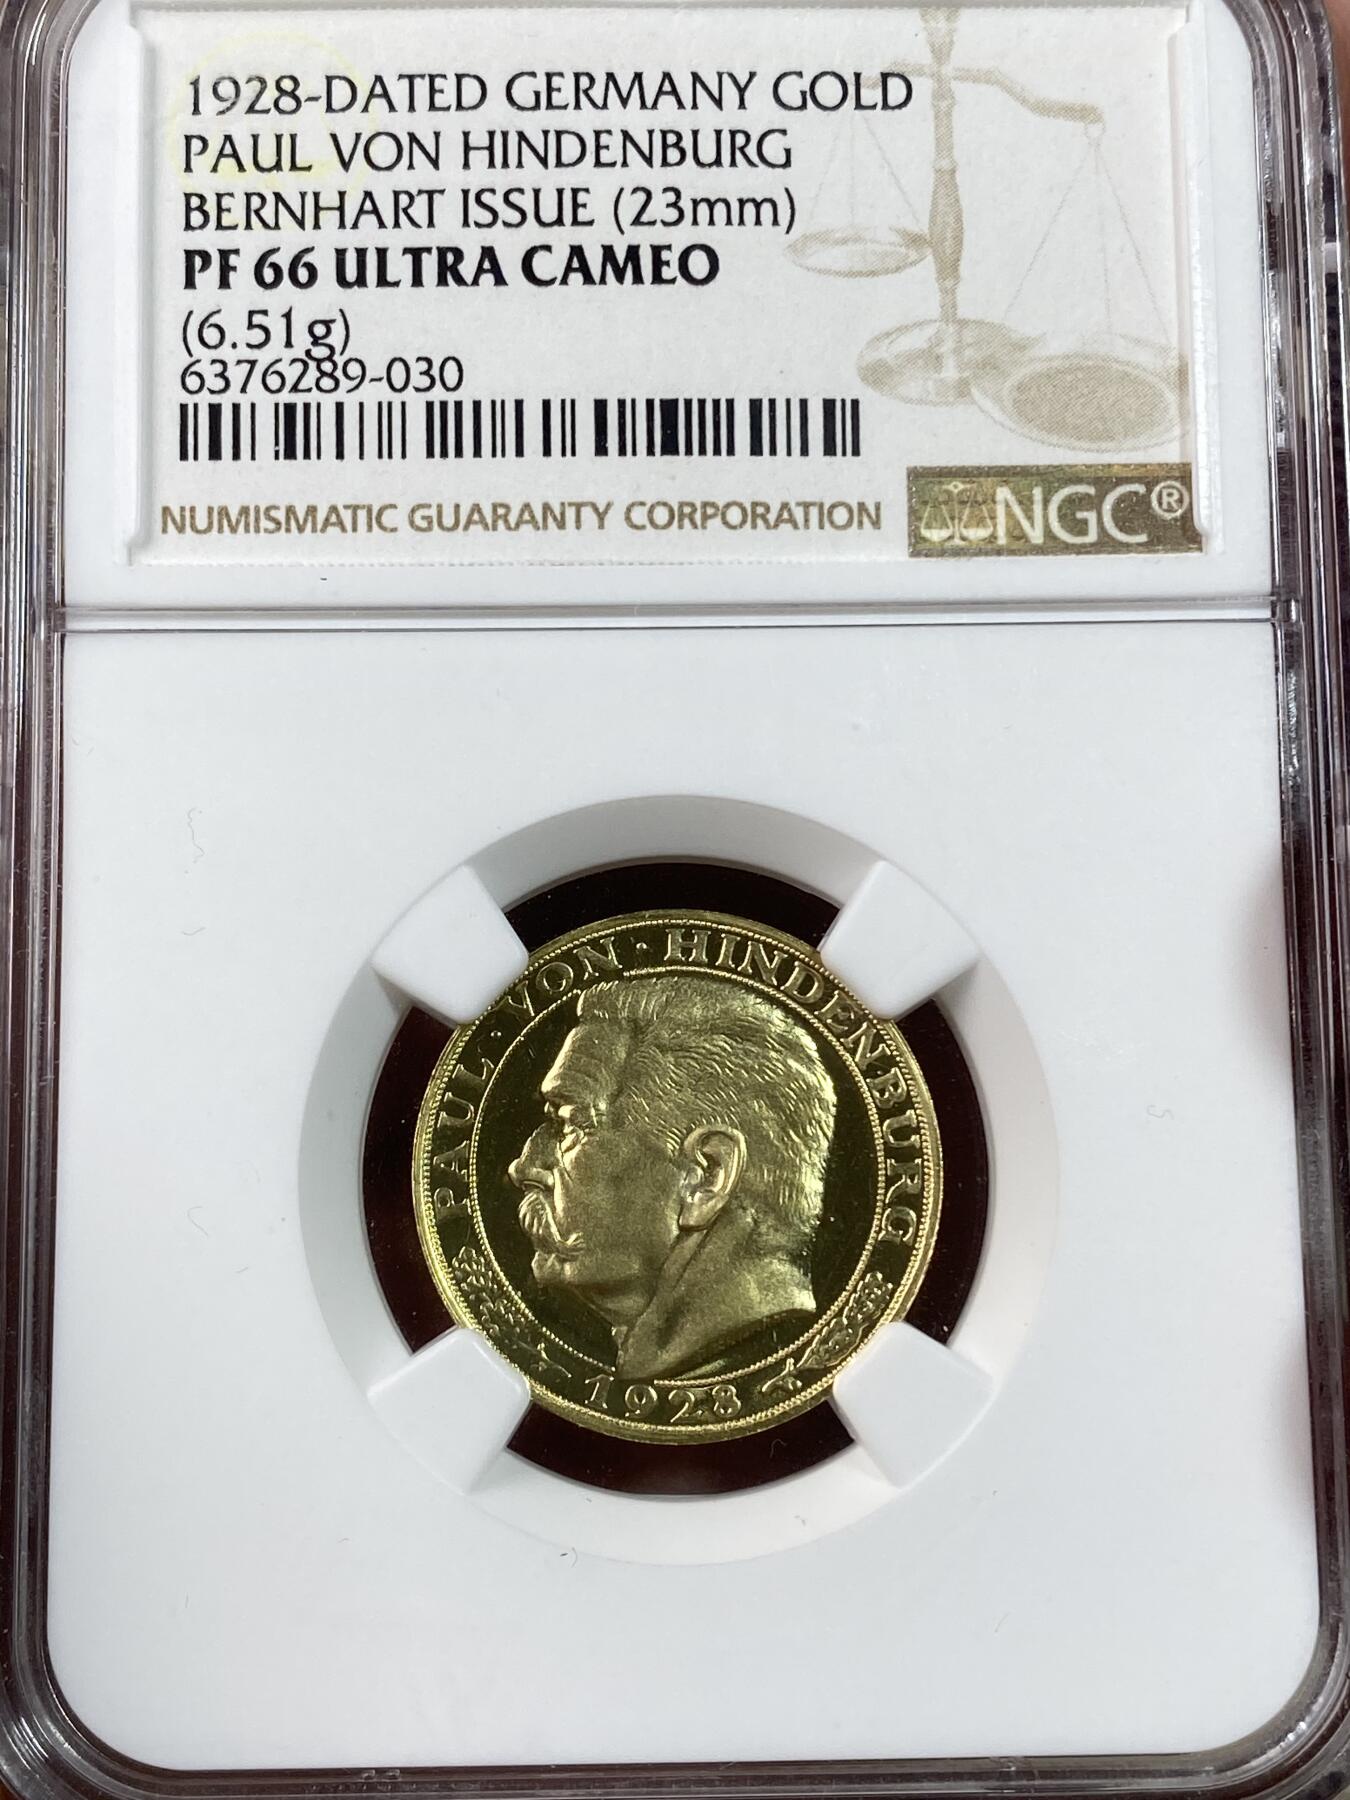 1928-DATED GERMANY GOLD
PAUL VON HINDENBURG
BERNHART ISSUE (23mm)
PF 66 ULTRA CAMEO
(6.51g)
6376289-030
NUMISMATIC GUARANTY CORPORATION
NGC®
PAUL · VON · HINDENBURG
1928